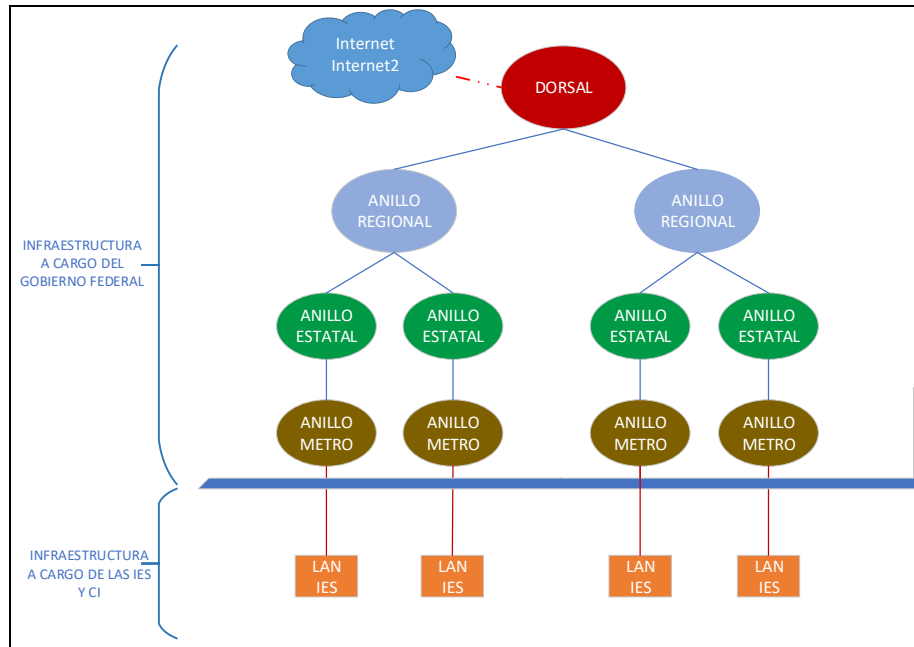 Internet
Internet2
DORSAL
ANILLO
REGIONAL
ANILLO
REGIONAL
INFRAESTRUCTURA
A CARGO DEL
GOBIERNO FEDERAL
ANILLO
ESTATAL
ANILLO
ESTATAL
ANILLO
ESTATAL
ANILLO
ESTATAL
ANILLO
METRO
ANILLO
METRO
ANILLO
METRO
ANILLO
METRO
INFRAESTRUCTURA
A CARGO DE LAS IES
Y CI
LAN
IES
LAN
IES
LAN
IES
LAN
IES